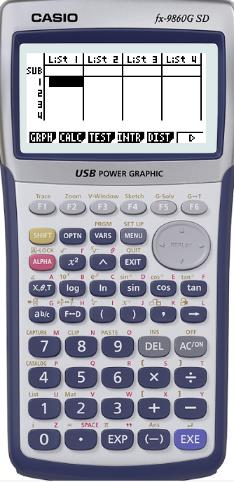 CASIO fx-9860G SD
List 1 List 2 List 3 List 4
SUB
1
2
3
4
GRPH CALC TEST INTR DIST ▷
USB POWER GRAPHIC
Trace Zoom V-Window Sketch G-Solv G↔T
F1 F2 F3 F4 F5 F6
PRGM SET UP
SHIFT OPTN VARS MENU REPLAY
A-LOCK QUIT
ALPHA x² ^ EXIT
X,θ,T log ln sin cos tan
ab/c F↔D ( ) , →
CAPTURE CLIP PASTE INS OFF
7 8 9 DEL AC/ON
CATALOG
4 5 6 × ÷
List Mat
1 2 3 + −
SPACE Ans
0 . EXP (−) EXE